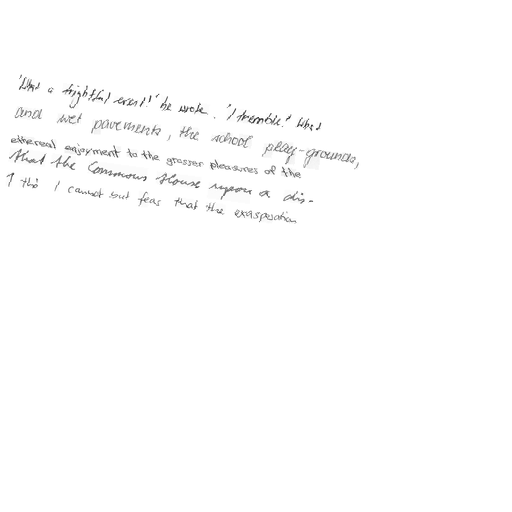 'What a frightful event!' he wrote. 'I tremble.' What
and wet pavements, the school play-grounds,
ethereal enjoyment to the grosser pleasures of the
that the Commons House upon a dis-
I cannot but fear that the exasperation